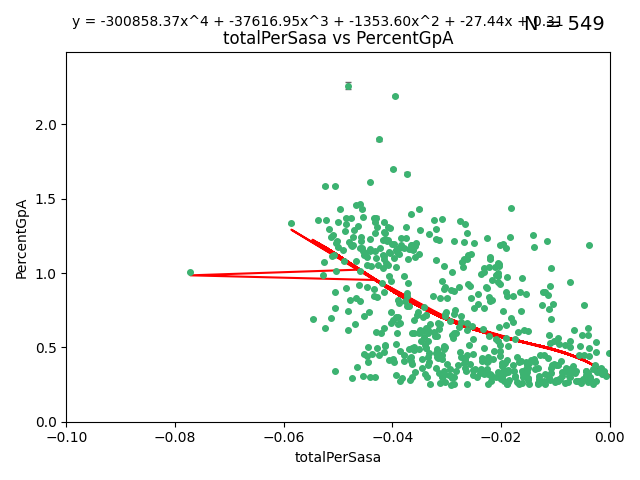 y = -300858.37x^4 + -37616.95x^3 + -1353.60x^2 + -27.44x + 0.31
N = 549
totalPerSasa vs PercentGpA
PercentGpA
2.0
1.5
1.0
0.5
0.0
−0.10 −0.08 −0.06 −0.04 −0.02 0.00
totalPerSasa